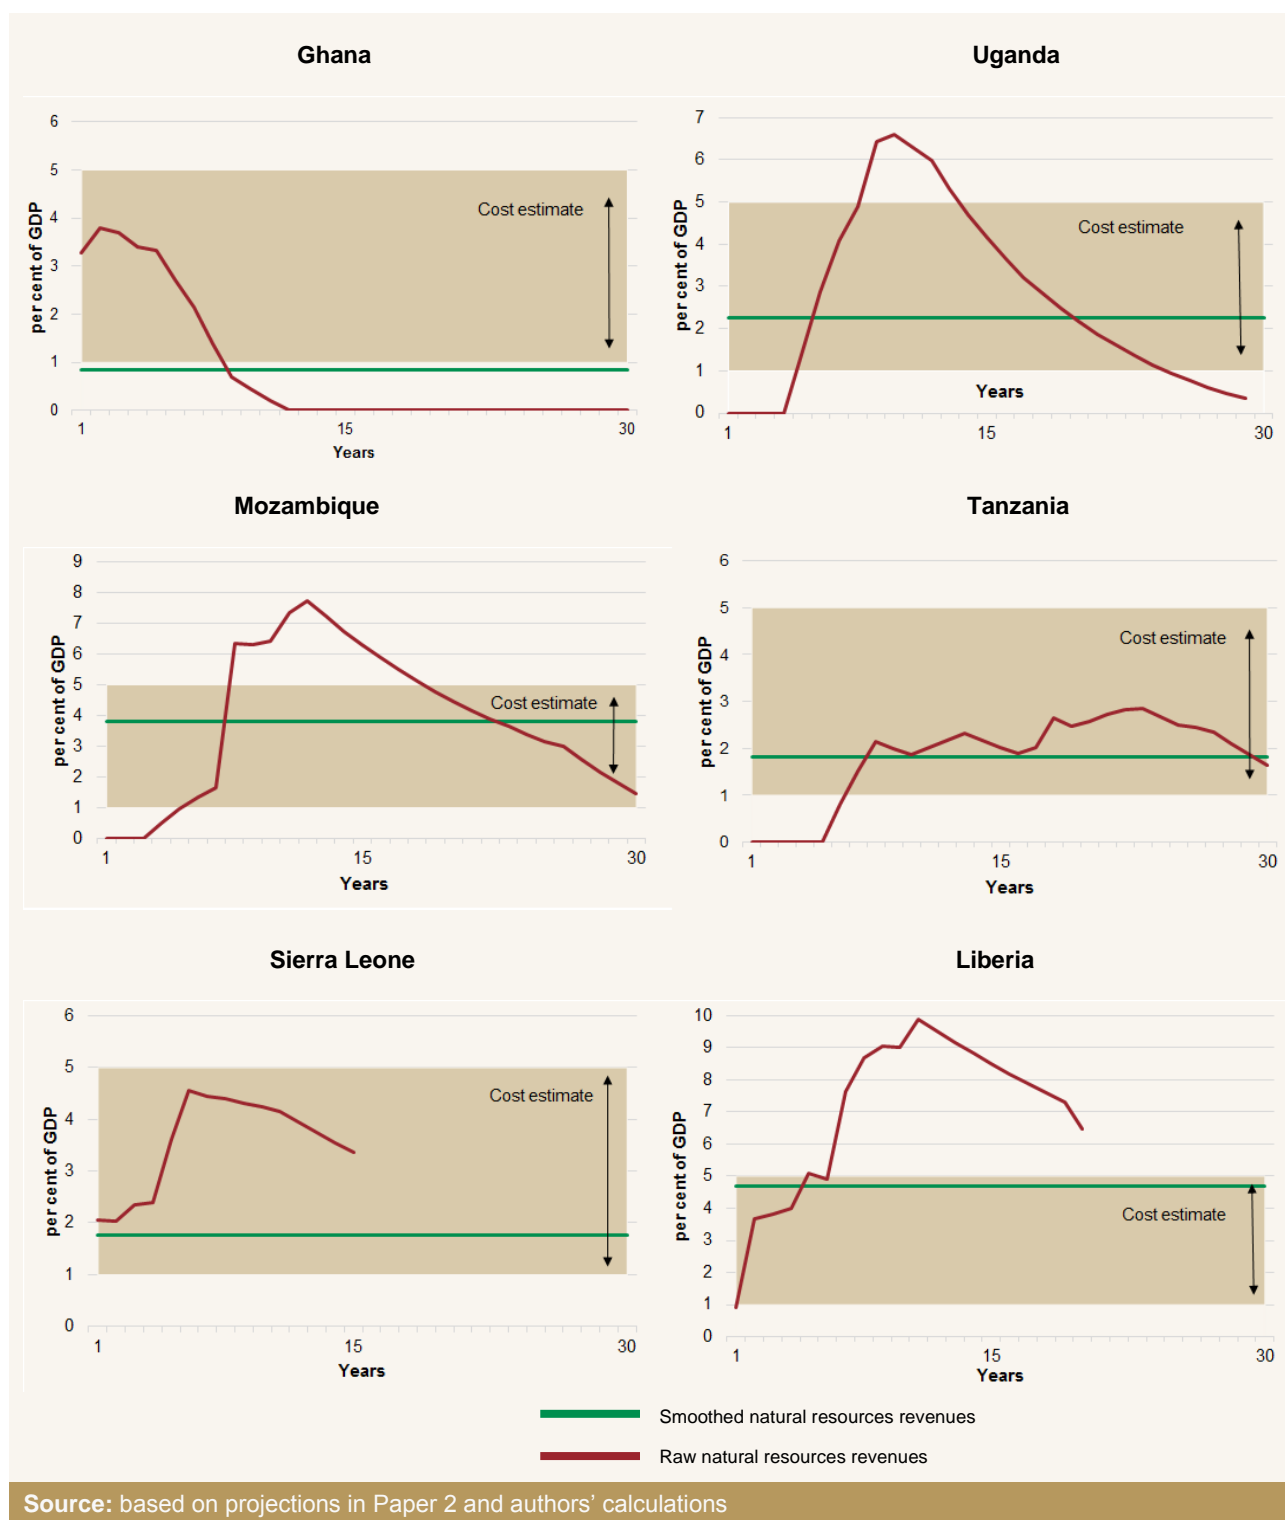 Ghana
6
5
4
3
2
1
0
per cent of GDP
Cost estimate
1
15
30
Years
Uganda
7
6
5
4
3
2
1
0
per cent of GDP
Cost estimate
Years
1
15
30
Mozambique
9
8
7
6
5
4
3
2
1
0
per cent of GDP
Cost estimate
1
15
30
Years
Tanzania
6
5
4
3
2
1
0
per cent of GDP
Cost estimate
1
15
30
Years
Sierra Leone
6
5
4
3
2
1
0
per cent of GDP
Cost estimate
1
15
30
Years
Liberia
10
9
8
7
6
5
4
3
2
1
0
per cent of GDP
Cost estimate
1
15
30
Years
Smoothed natural resources revenues
Raw natural resources revenues
Source: based on projections in Paper 2 and authors’ calculations